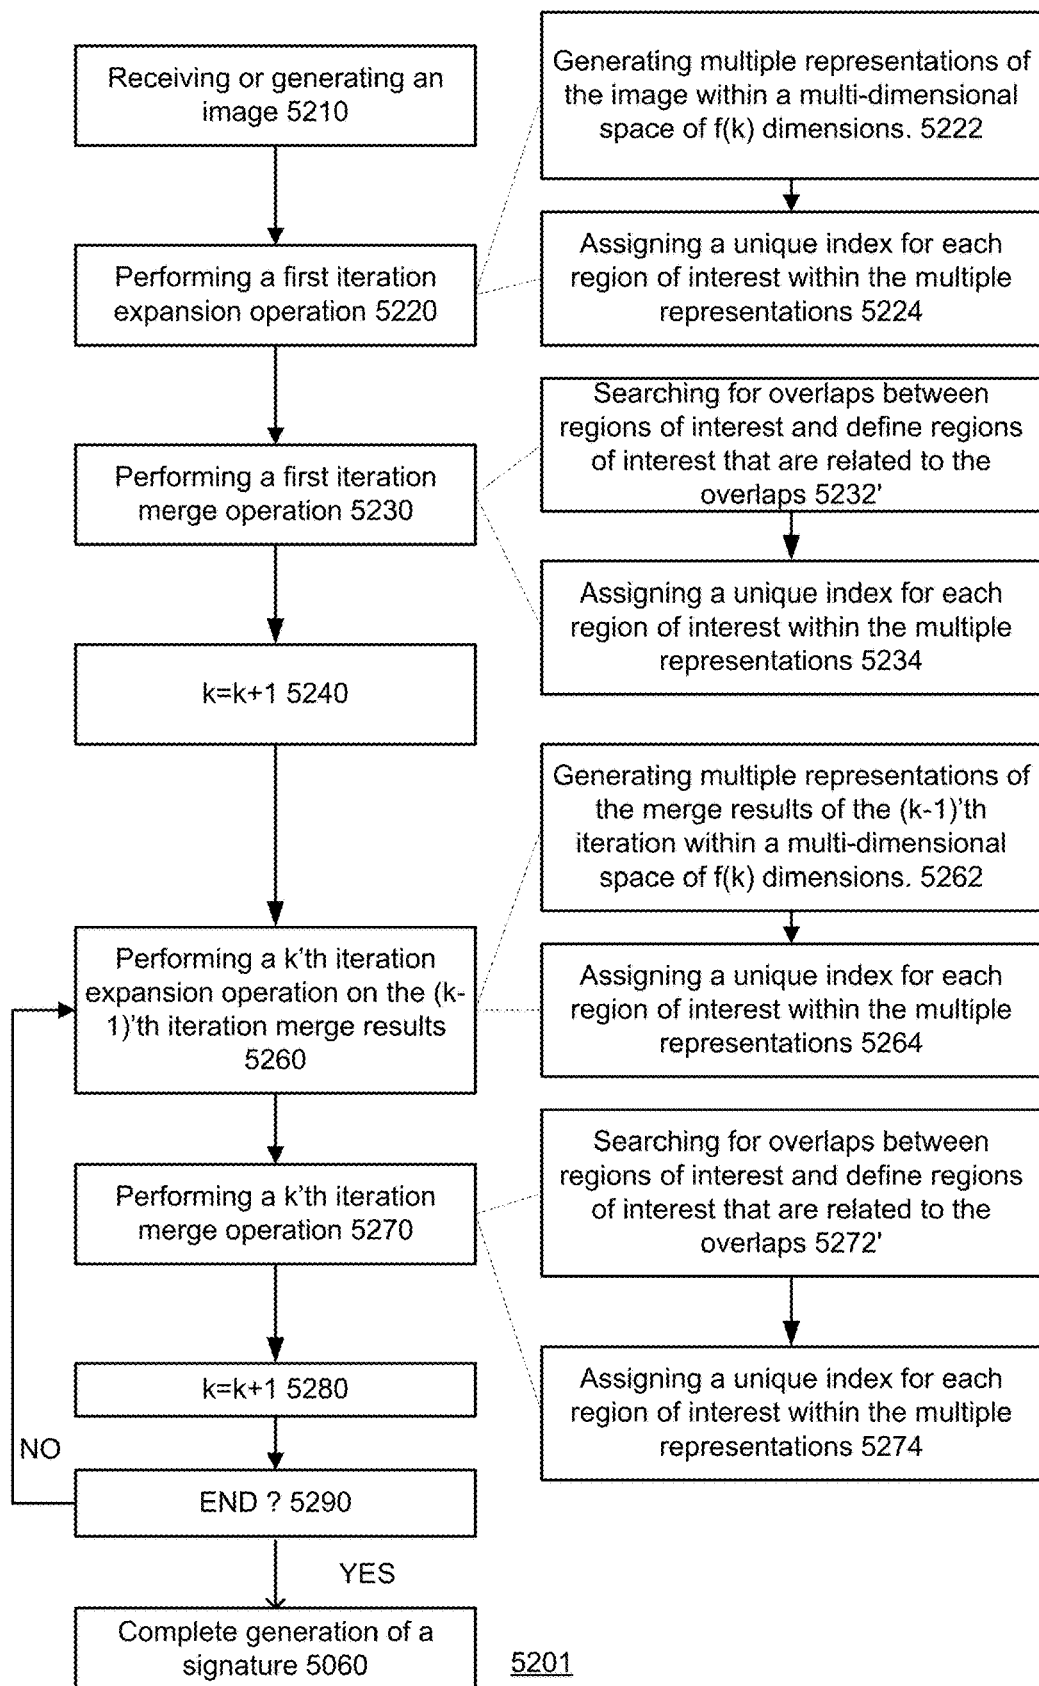 Receiving or generating an
image 5210
Generating multiple representations of
the image within a multi-dimensional
space of f(k) dimensions. 5222
Performing a first iteration
expansion operation 5220
Assigning a unique index for each
region of interest within the multiple
representations 5224
Performing a first iteration
merge operation 5230
Searching for overlaps between
regions of interest and define regions
of interest that are related to the
overlaps 5232'
Assigning a unique index for each
region of interest within the multiple
representations 5234
k=k+1 5240
Generating multiple representations of
the merge results of the (k-1)'th
iteration within a multi-dimensional
space of f(k) dimensions. 5262
Performing a k'th iteration
expansion operation on the (k-
1)'th iteration merge results
5260
Assigning a unique index for each
region of interest within the multiple
representations 5264
Performing a k'th iteration
merge operation 5270
Searching for overlaps between
regions of interest and define regions
of interest that are related to the
overlaps 5272'
Assigning a unique index for each
region of interest within the multiple
representations 5274
k=k+1 5280
NO
END ? 5290
YES
Complete generation of a
signature 5060
5201